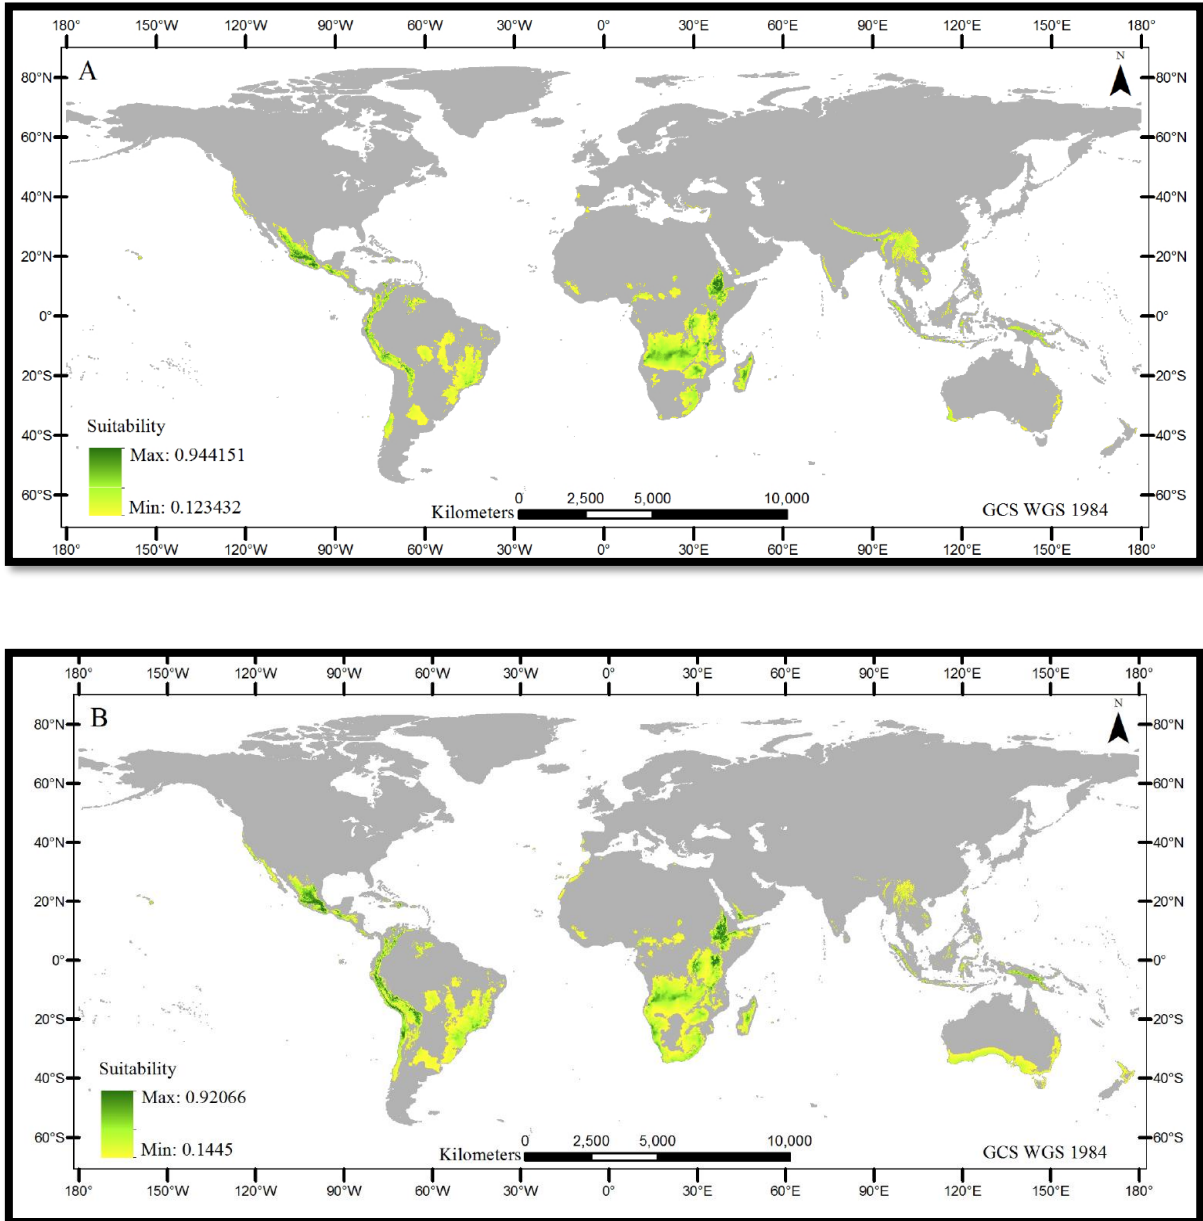 180° 150°W 120°W 90°W 60°W 30°W 0° 30°E 60°E 90°E 120°E 150°E 180°
A
N
80°N 80°N
60°N 60°N
40°N 40°N
20°N 20°N
0° 0°
20°S 20°S
40°S 40°S
60°S 60°S
Suitability
Max: 0.944151
Min: 0.123432
0 2,500 5,000 10,000
Kilometers
GCS WGS 1984
180° 150°W 120°W 90°W 60°W 30°W 0° 30°E 60°E 90°E 120°E 150°E 180°
180° 150°W 120°W 90°W 60°W 30°W 0° 30°E 60°E 90°E 120°E 150°E 180°
B
N
80°N 80°N
60°N 60°N
40°N 40°N
20°N 20°N
0° 0°
20°S 20°S
40°S 40°S
60°S 60°S
Suitability
Max: 0.92066
Min: 0.1445
0 2,500 5,000 10,000
Kilometers
GCS WGS 1984
180° 150°W 120°W 90°W 60°W 30°W 0° 30°E 60°E 90°E 120°E 150°E 180°